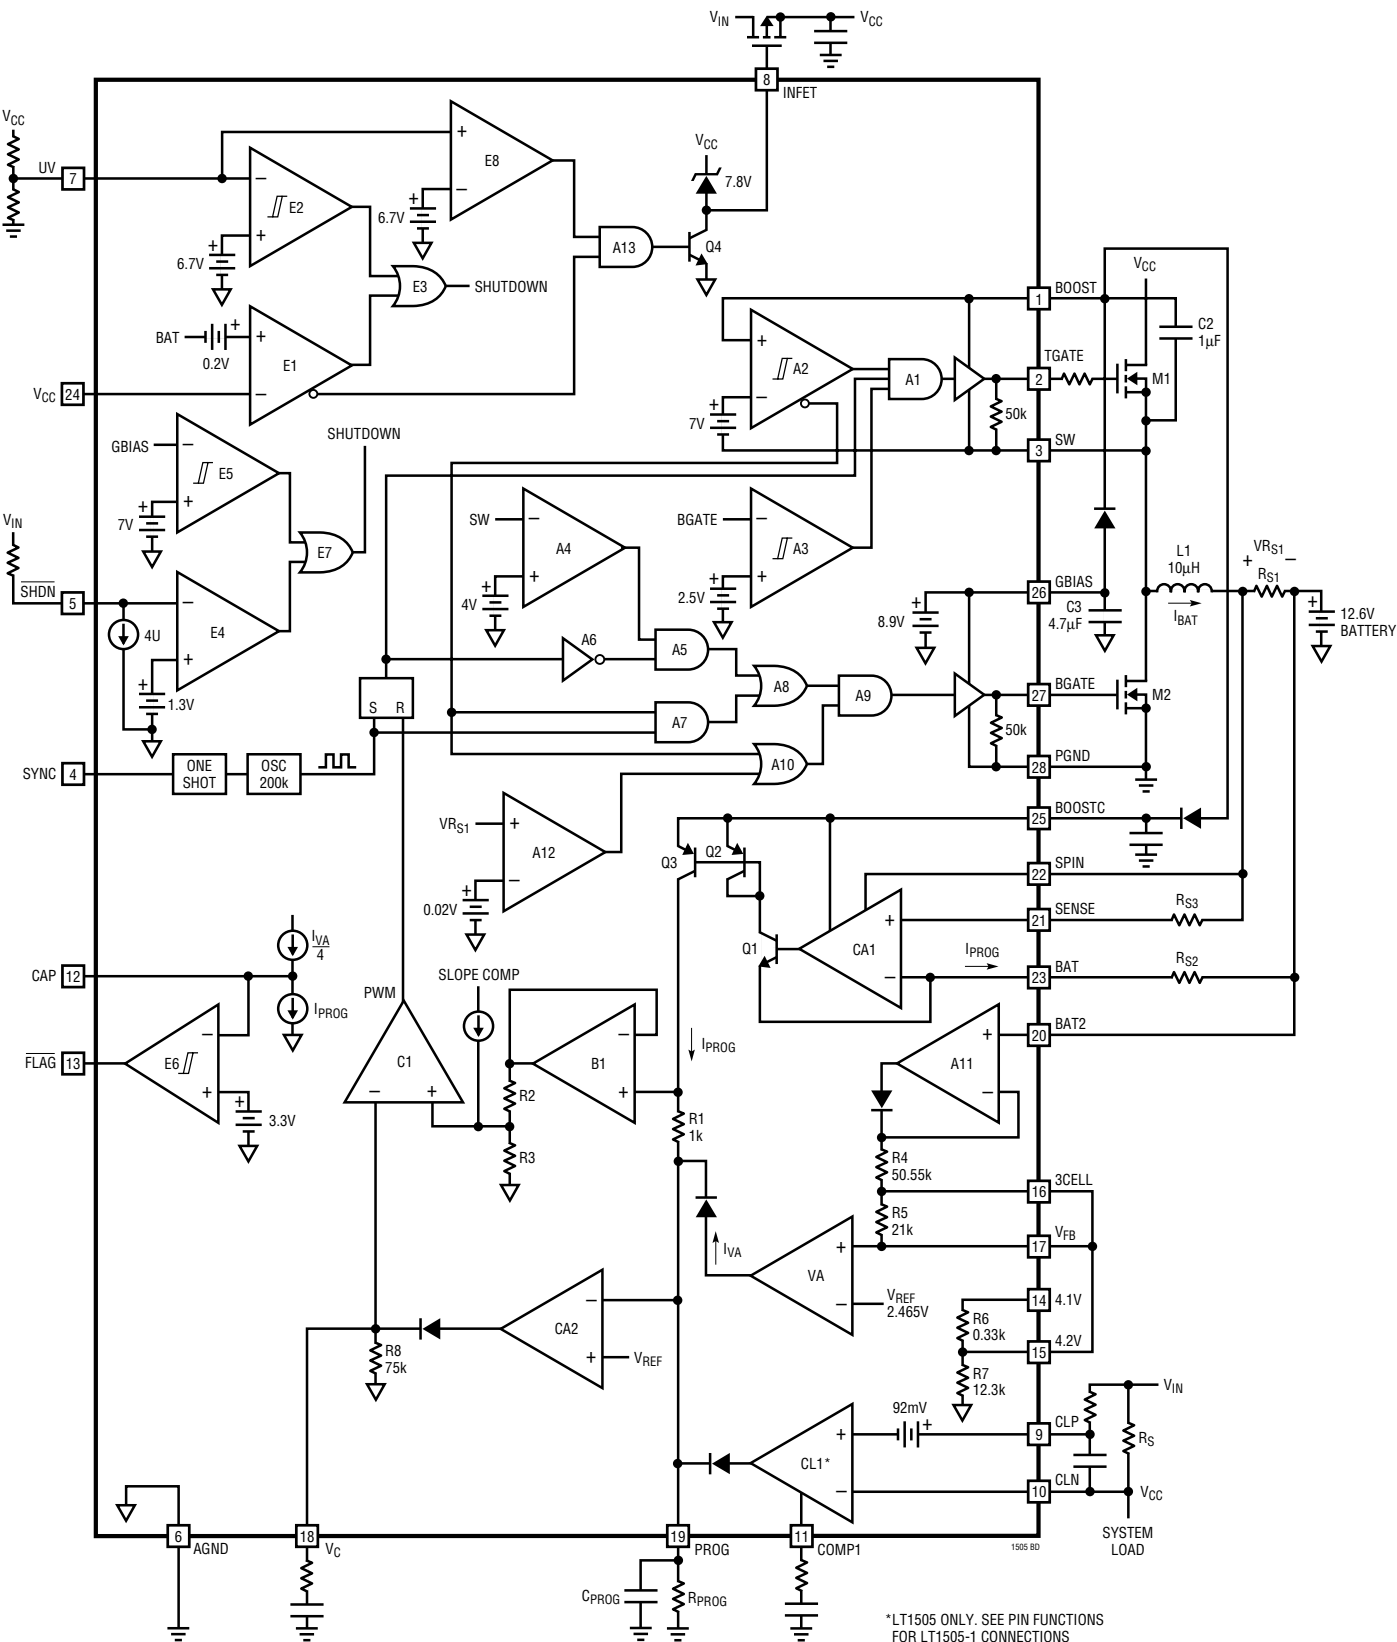 VIN
VCC
8
INFET
VCC
UV
7
E2
6.7V
E8
6.7V
VCC
7.8V
A13
Q4
E3
SHUTDOWN
BAT
0.2V
E1
VCC
24
1
BOOST
VCC
C2
1µF
A2
A1
TGATE
2
M1
7V
50k
3
SW
SHUTDOWN
GBIAS
E5
7V
VIN
E7
SHDN
5
E4
4U
1.3V
SW
A4
4V
BGATE
A3
2.5V
GBIAS
26
8.9V
C3
4.7µF
L1
10µH
IBAT
+ VRS1 –
RS1
12.6V
BATTERY
A6
A5
A8
A9
A7
A10
S R
BGATE
27
M2
50k
PGND
28
SYNC
4
ONE
SHOT
OSC
200k
VRS1
A12
0.02V
BOOSTC
25
Q3
Q2
SPIN
22
SENSE
21
RS3
Q1
CA1
IPROG
BAT
23
RS2
BAT2
20
CAP
12
IVA
4
IPROG
FLAG
13
E6
3.3V
PWM
C1
SLOPE COMP
B1
R2
R3
IPROG
R1
1k
A11
R4
50.55k
3CELL
16
R5
21k
VFB
17
IVA
VA
VREF
2.465V
14
4.1V
R6
0.33k
15
4.2V
R7
12.3k
CA2
VREF
R8
75k
92mV
CLP
9
VIN
RS
CL1*
CLN
10
VCC
SYSTEM
LOAD
6
AGND
18
VC
19
PROG
11
COMP1
1505 BD
CPROG
RPROG
*LT1505 ONLY. SEE PIN FUNCTIONS
FOR LT1505-1 CONNECTIONS